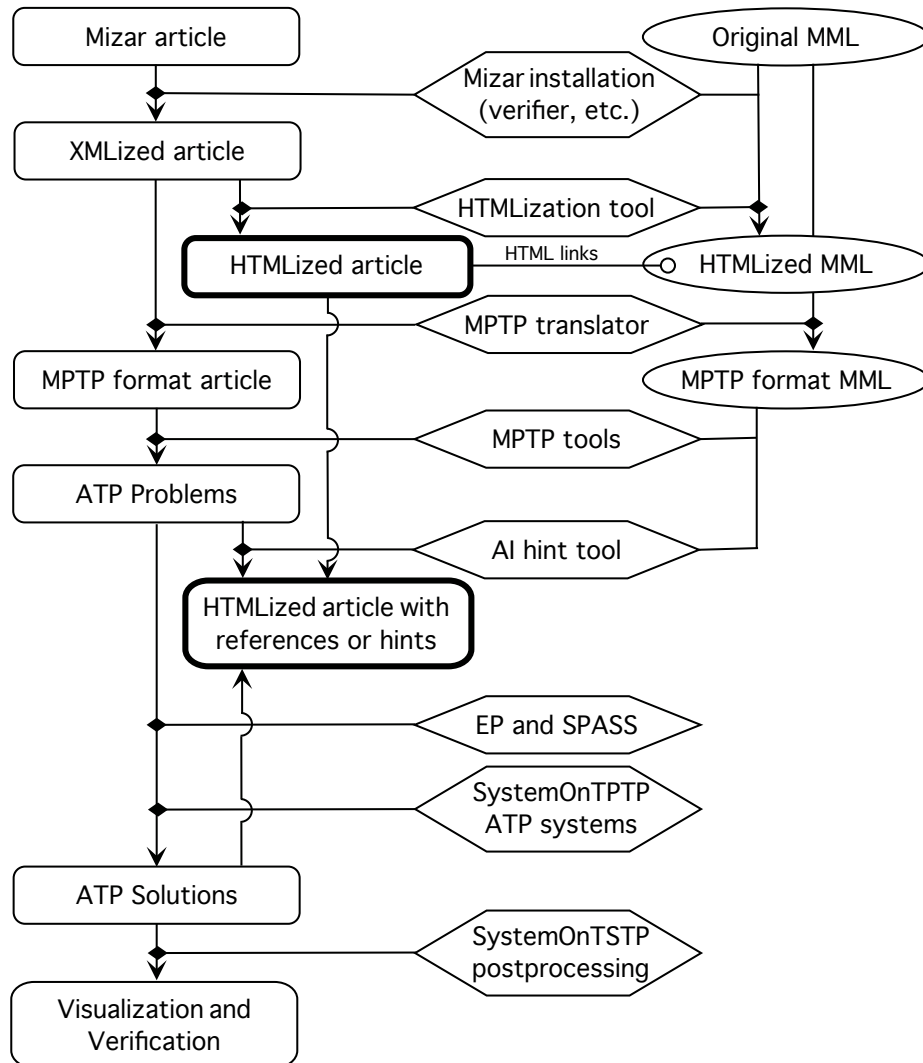 Mizar article
Original MML
Mizar installation
(verifier, etc.)
XMLized article
HTMLization tool
HTMLized article
HTML links
HTMLized MML
MPTP translator
MPTP format article
MPTP format MML
MPTP tools
ATP Problems
AI hint tool
HTMLized article with
references or hints
EP and SPASS
SystemOnTPTP
ATP systems
ATP Solutions
SystemOnTSTP
postprocessing
Visualization and
Verification